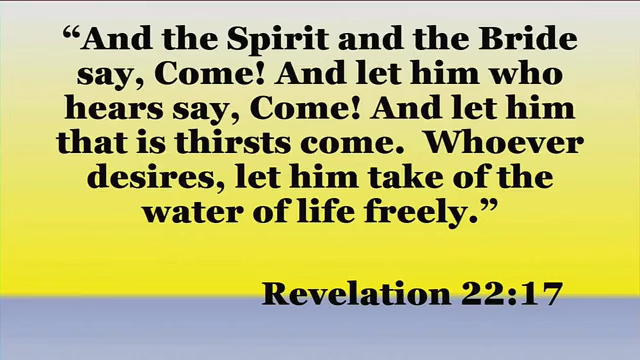 “And the Spirit and the Bride
say, Come! And let him who
hears say, Come! And let him
that is thirsts come.  Whoever
desires, let him take of the
water of life freely.”
Revelation 22:17